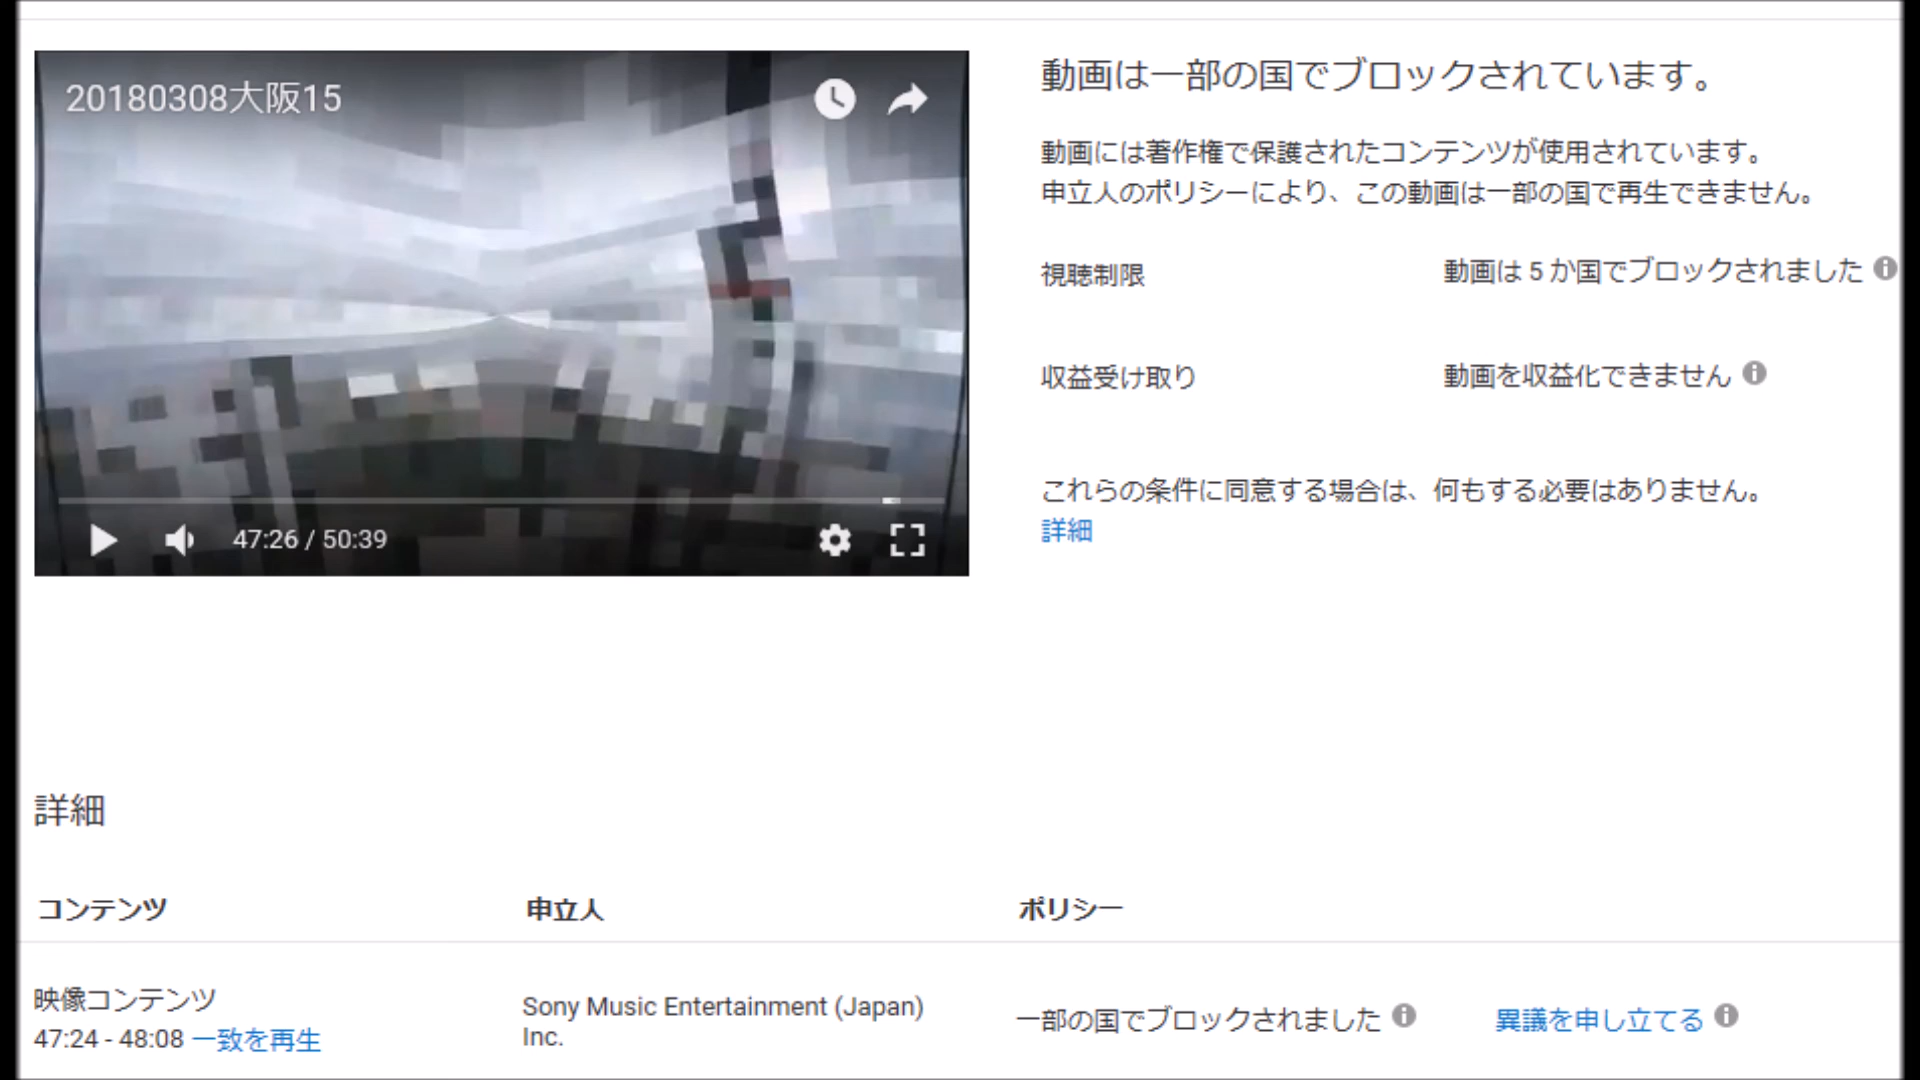 20180308大阪15
47:26 / 50:39
動画は一部の国でブロックされています。
動画には著作権で保護されたコンテンツが使用されています。
申立人のポリシーにより、この動画は一部の国で再生できません。
視聴制限 動画は 5 か国でブロックされました
収益受け取り 動画を収益化できません
これらの条件に同意する場合は、何もする必要はありません。
詳細
詳細
コンテンツ 申立人 ポリシー
映像コンテンツ
47:24 - 48:08 一致を再生
Sony Music Entertainment (Japan)
Inc.
一部の国でブロックされました 異議を申し立てる